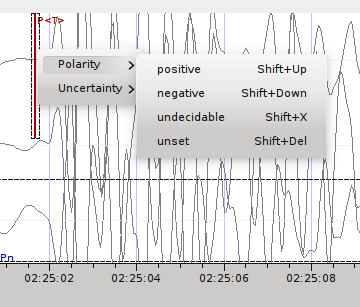 P<T>
Polarity
Uncertainty
positive Shift+Up
negative Shift+Down
undecidable Shift+X
unset Shift+Del
Pn
02:25:02 02:25:04 02:25:06 02:25:08